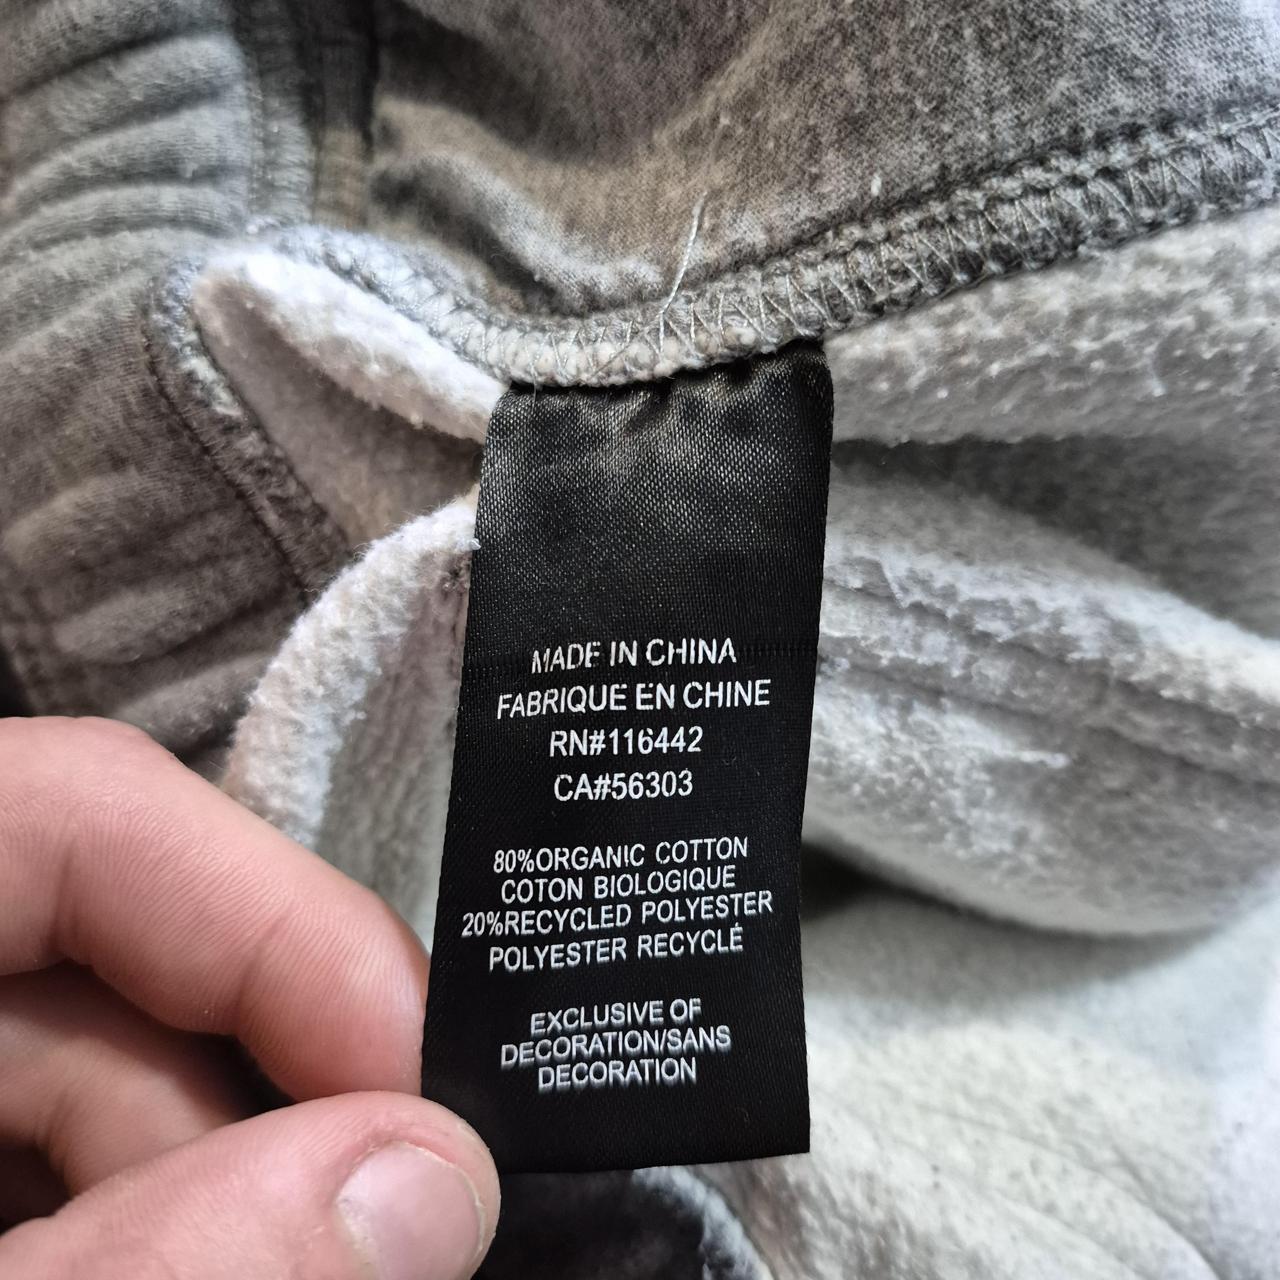 MADE IN CHINA
FABRIQUE EN CHINE
RN#116442
CA#56303
80%ORGANIC COTTON
COTON BIOLOGIQUE
20%RECYCLED POLYESTER
POLYESTER RECYCLÉ
EXCLUSIVE OF
DECORATION/SANS
DECORATION